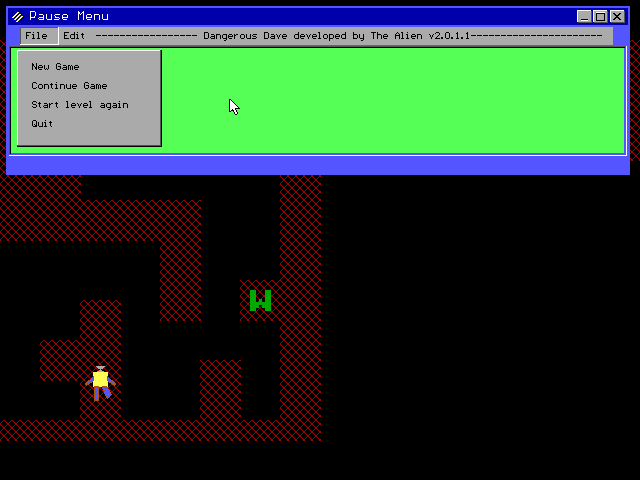 Pause Menu
File Edit ----------------- Dangerous Dave developed by The Alien v2.0.1.1----------------------
New Game
Continue Game
Start level again
Quit
W